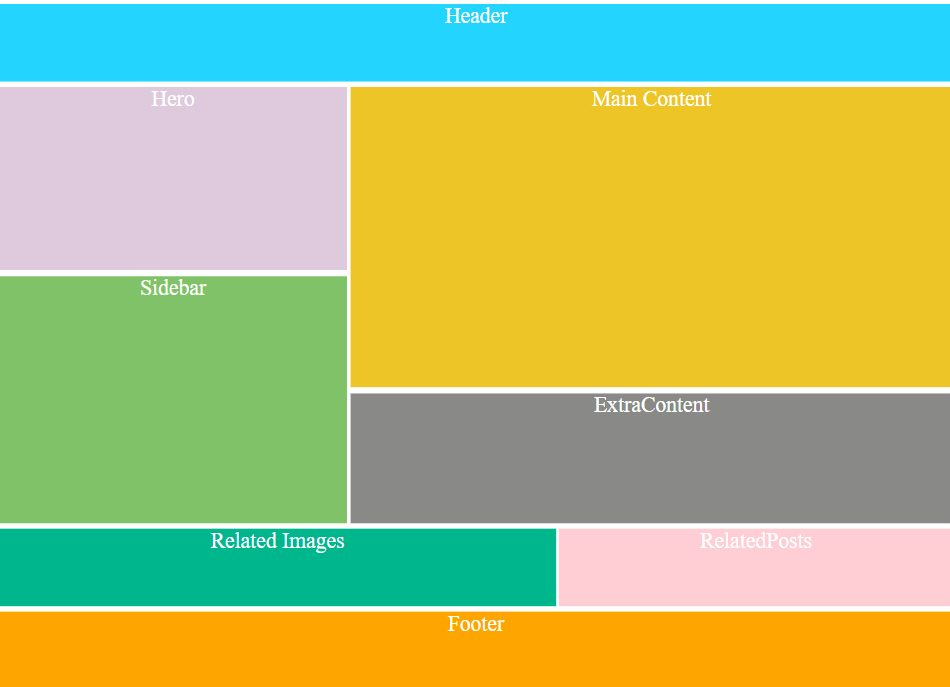 Header
Hero
Main Content
Sidebar
ExtraContent
Related Images
RelatedPosts
Footer